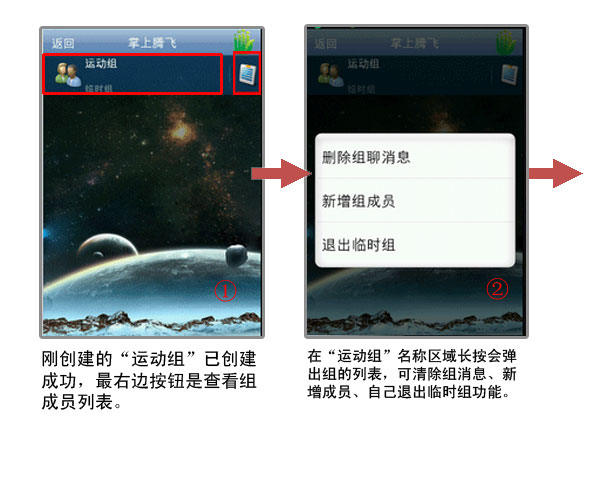 返回 掌上腾飞
运动组
临时组
①
刚创建的“运动组”已创建
成功，最右边按钮是查看组
成员列表。
返回 掌上腾飞
运动组
临时组
删除组聊消息
新增组成员
退出临时组
②
在“运动组”名称区域长按会弹
出组的列表，可清除组消息、新
增成员、自己退出临时组功能。